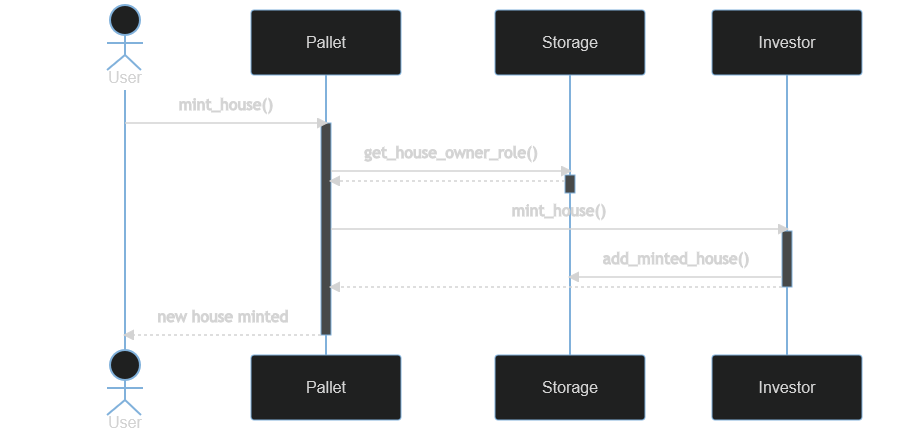 Pallet
Storage
Investor
User
mint_house()
get_house_owner_role()
mint_house()
add_minted_house()
new house minted
Pallet
Storage
Investor
User